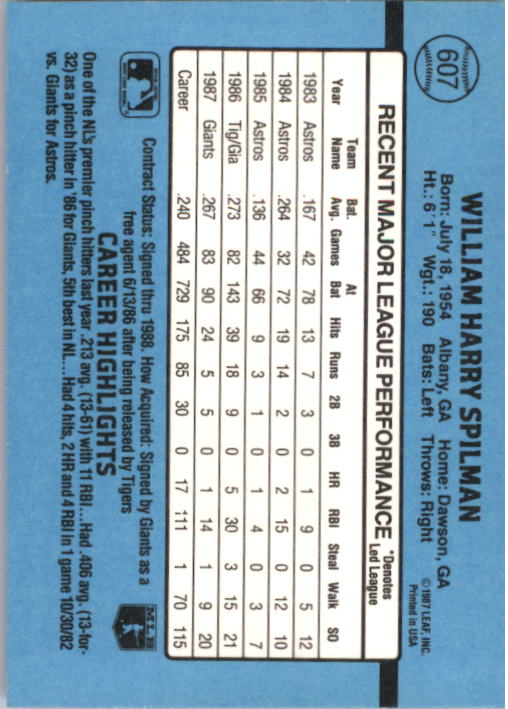 607
WILLIAM HARRY SPILMAN
©1987 LEAF, INC.
Printed in USA
Born: July 18, 1954 Albany, GA Home: Dawson, GA
Ht.: 6' 1" Wgt.: 190 Bats: Left Throws: Right
RECENT MAJOR LEAGUE PERFORMANCE *Denotes Led League
Year Team Name Bat. Avg. Games At Bat Hits Runs 2B 3B HR RBI Steal Walk SO
1983 Astros .167 42 78 13 7 3 0 1 9 0 5 12
1984 Astros .264 32 72 19 14 2 0 2 15 0 12 10
1985 Astros .136 44 66 9 3 1 0 1 4 0 3 7
1986 Tig/Gia .273 82 143 39 18 9 0 5 30 3 15 21
1987 Giants .267 83 90 24 5 5 0 1 14 1 9 20
Career .240 484 729 175 85 30 0 17 111 1 70 115
Contract Status: Signed thru 1988. How Acquired: Signed by Giants as a
free agent 6/13/86 after being released by Tigers
MLB
CAREER HIGHLIGHTS
One of the NL's premier pinch hitters last year .213 avg. (13-61) with 11 RBI...Had .406 avg. (13-for-
32) as a pinch hitter in '86 for Giants, 5th best in NL...Had 4 hits, 2 HR and 4 RBI in 1 game 10/30/82
vs. Giants for Astros.